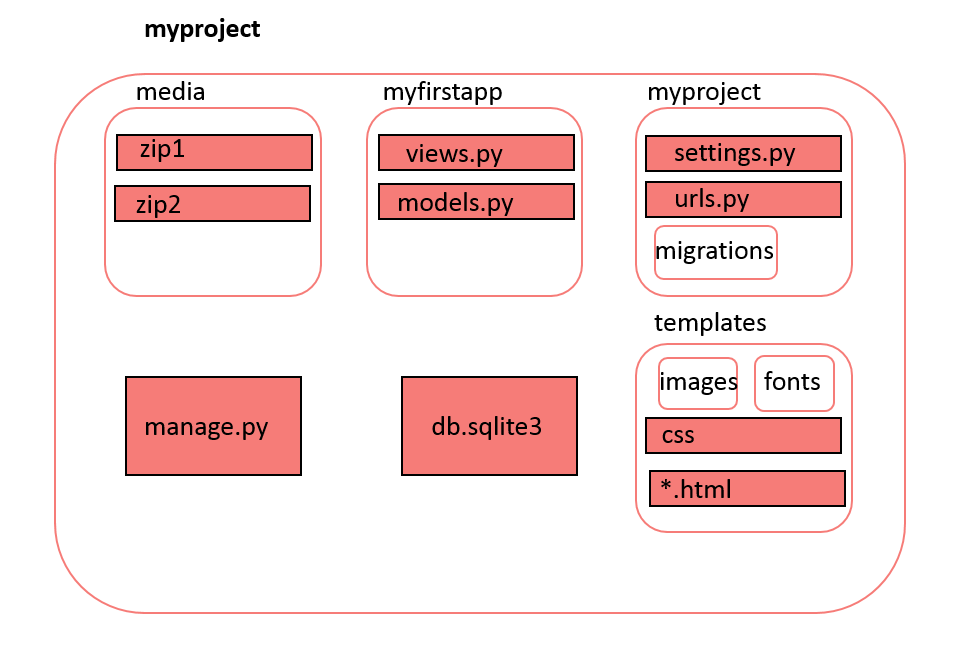 myproject
media
zip1
zip2
myfirstapp
views.py
models.py
myproject
settings.py
urls.py
migrations
manage.py
db.sqlite3
templates
images
fonts
css
*.html